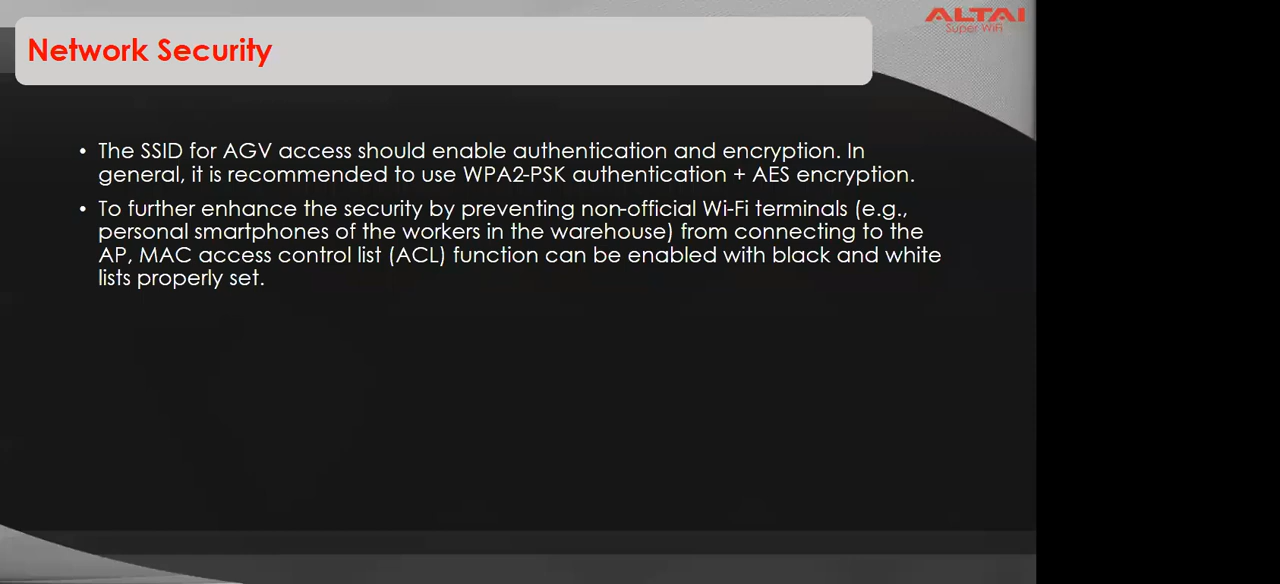 ALTAI
Super WiFi
Network Security
• The SSID for AGV access should enable authentication and encryption. In
general, it is recommended to use WPA2-PSK authentication + AES encryption.
• To further enhance the security by preventing non-official Wi-Fi terminals (e.g.,
personal smartphones of the workers in the warehouse) from connecting to the
AP, MAC access control list (ACL) function can be enabled with black and white
lists properly set.